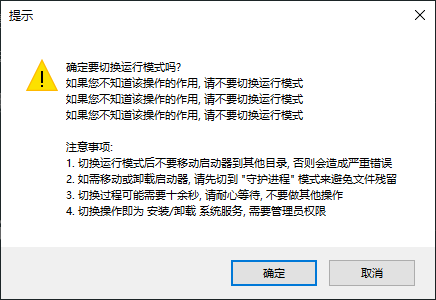 提示
确定要切换运行模式吗?
如果您不知道该操作的作用, 请不要切换运行模式
如果您不知道该操作的作用, 请不要切换运行模式
如果您不知道该操作的作用, 请不要切换运行模式
注意事项:
1. 切换运行模式后不要移动启动器到其他目录, 否则会造成严重错误
2. 如需移动或卸载启动器, 请先切到 "守护进程" 模式来避免文件残留
3. 切换过程可能需要十余秒, 请耐心等待, 不要做其他操作
4. 切换操作即为 安装/卸载 系统服务, 需要管理员权限
确定
取消